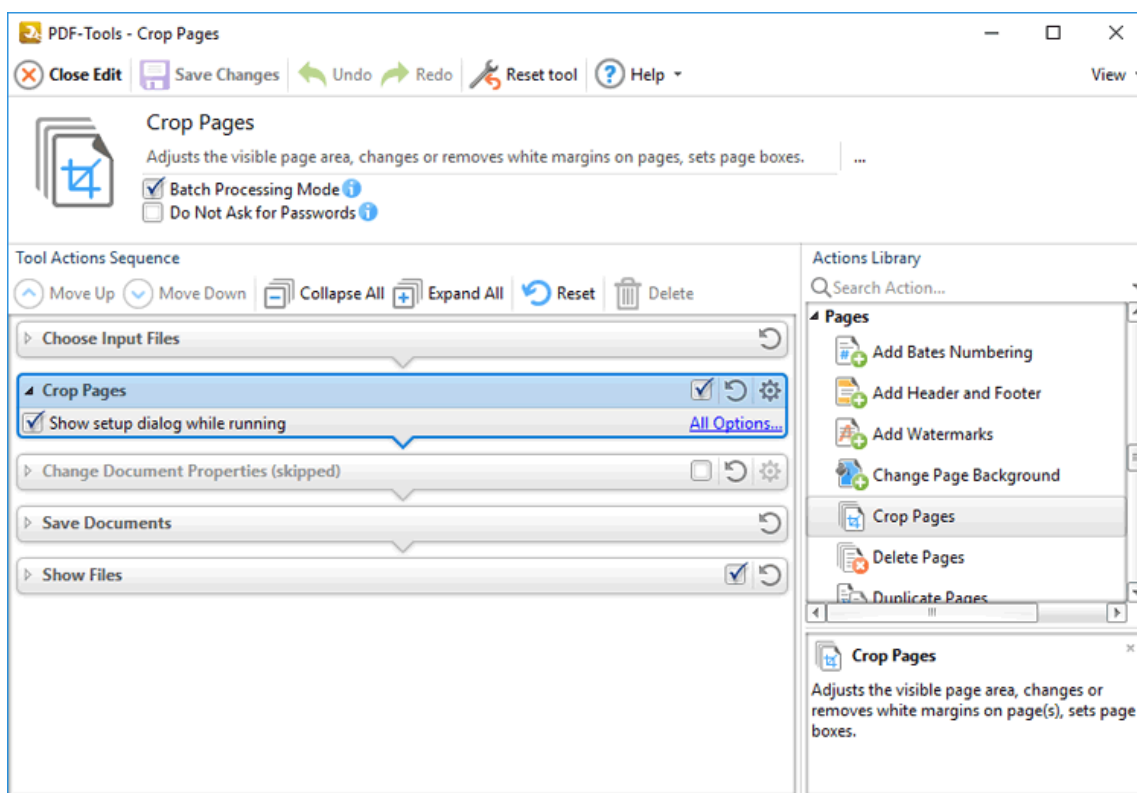 PDF-Tools - Crop Pages
Close Edit Save Changes Undo Redo Reset tool Help View
Crop Pages
Adjusts the visible page area, changes or removes white margins on pages, sets page boxes. ...
Batch Processing Mode
Do Not Ask for Passwords
Tool Actions Sequence
Move Up Move Down Collapse All Expand All Reset Delete
Choose Input Files
Crop Pages
Show setup dialog while running All Options...
Change Document Properties (skipped)
Save Documents
Show Files
Actions Library
Search Action...
Pages
Add Bates Numbering
Add Header and Footer
Add Watermarks
Change Page Background
Crop Pages
Delete Pages
Duplicate Pages
Crop Pages
Adjusts the visible page area, changes or
removes white margins on page(s), sets page
boxes.